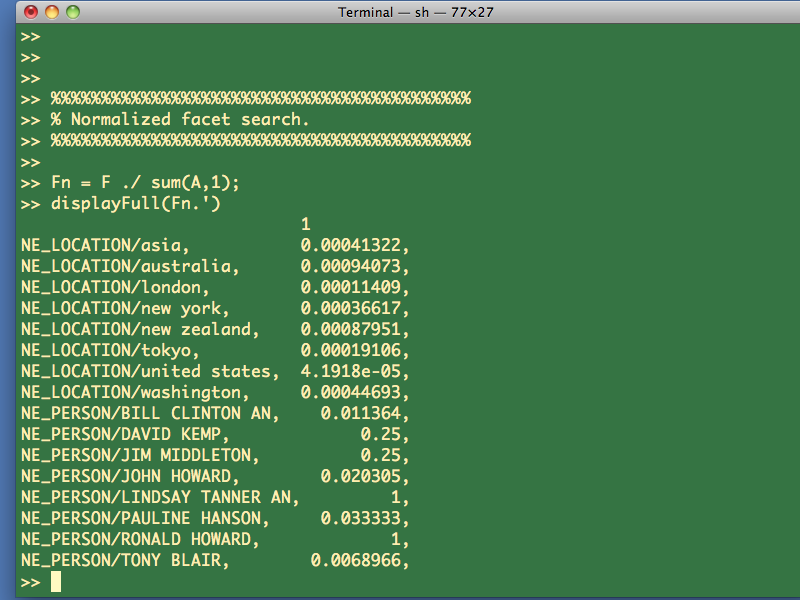 Terminal — sh — 77×27
>>
>>
>>
>> %%%%%%%%%%%%%%%%%%%%%%%%%%%%%%%%%%%%%%%%%%
>> % Normalized facet search.
>> %%%%%%%%%%%%%%%%%%%%%%%%%%%%%%%%%%%%%%%%%%
>>
>> Fn = F ./ sum(A,1);
>> displayFull(Fn.')
1
NE_LOCATION/asia, 0.00041322,
NE_LOCATION/australia, 0.00094073,
NE_LOCATION/london, 0.00011409,
NE_LOCATION/new york, 0.00036617,
NE_LOCATION/new zealand, 0.00087951,
NE_LOCATION/tokyo, 0.00019106,
NE_LOCATION/united states, 4.1918e-05,
NE_LOCATION/washington, 0.00044693,
NE_PERSON/BILL CLINTON AN, 0.011364,
NE_PERSON/DAVID KEMP, 0.25,
NE_PERSON/JIM MIDDLETON, 0.25,
NE_PERSON/JOHN HOWARD, 0.020305,
NE_PERSON/LINDSAY TANNER AN, 1,
NE_PERSON/PAULINE HANSON, 0.033333,
NE_PERSON/RONALD HOWARD, 1,
NE_PERSON/TONY BLAIR, 0.0068966,
>>